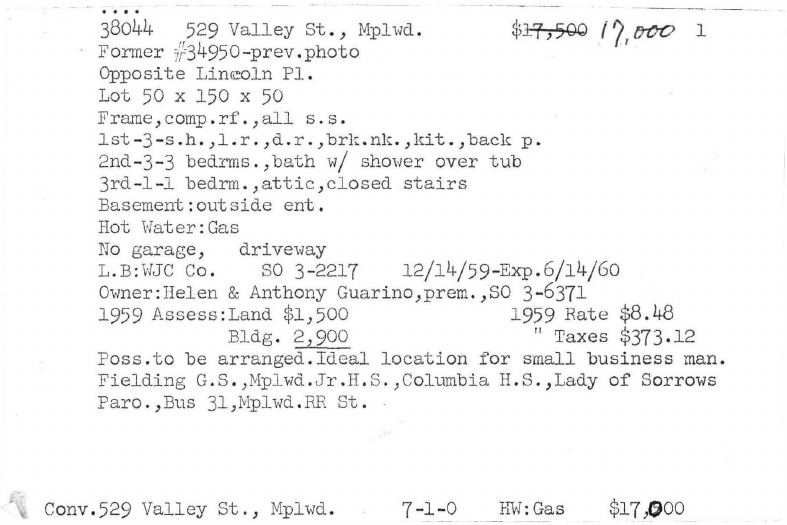 38044 529 Valley St., Mplwd. $17,500 17,000 1
Former #34950-prev.photo
Opposite Lincoln Pl.
Lot 50 x 150 x 50
Frame,comp.rf.,all s.s.
1st-3-s.h.,l.r.,d.r.,brk.nk.,kit.,back p.
2nd-3-3 bedrms.,bath w/ shower over tub
3rd-1-1 bedrm.,attic,closed stairs
Basement:outside ent.
Hot Water:Gas
No garage, driveway
L.B:WJC Co. SO 3-2217 12/14/59-Exp.6/14/60
Owner:Helen & Anthony Guarino,prem.,SO 3-6371
1959 Assess:Land $1,500 1959 Rate $8.48
Bldg. 2,900 " Taxes $373.12
Poss.to be arranged.Ideal location for small business man.
Fielding G.S.,Mplwd.Jr.H.S.,Columbia H.S.,Lady of Sorrows
Paro.,Bus 31,Mplwd.RR St.
Conv.529 Valley St., Mplwd. 7-1-0 HW:Gas $17,000